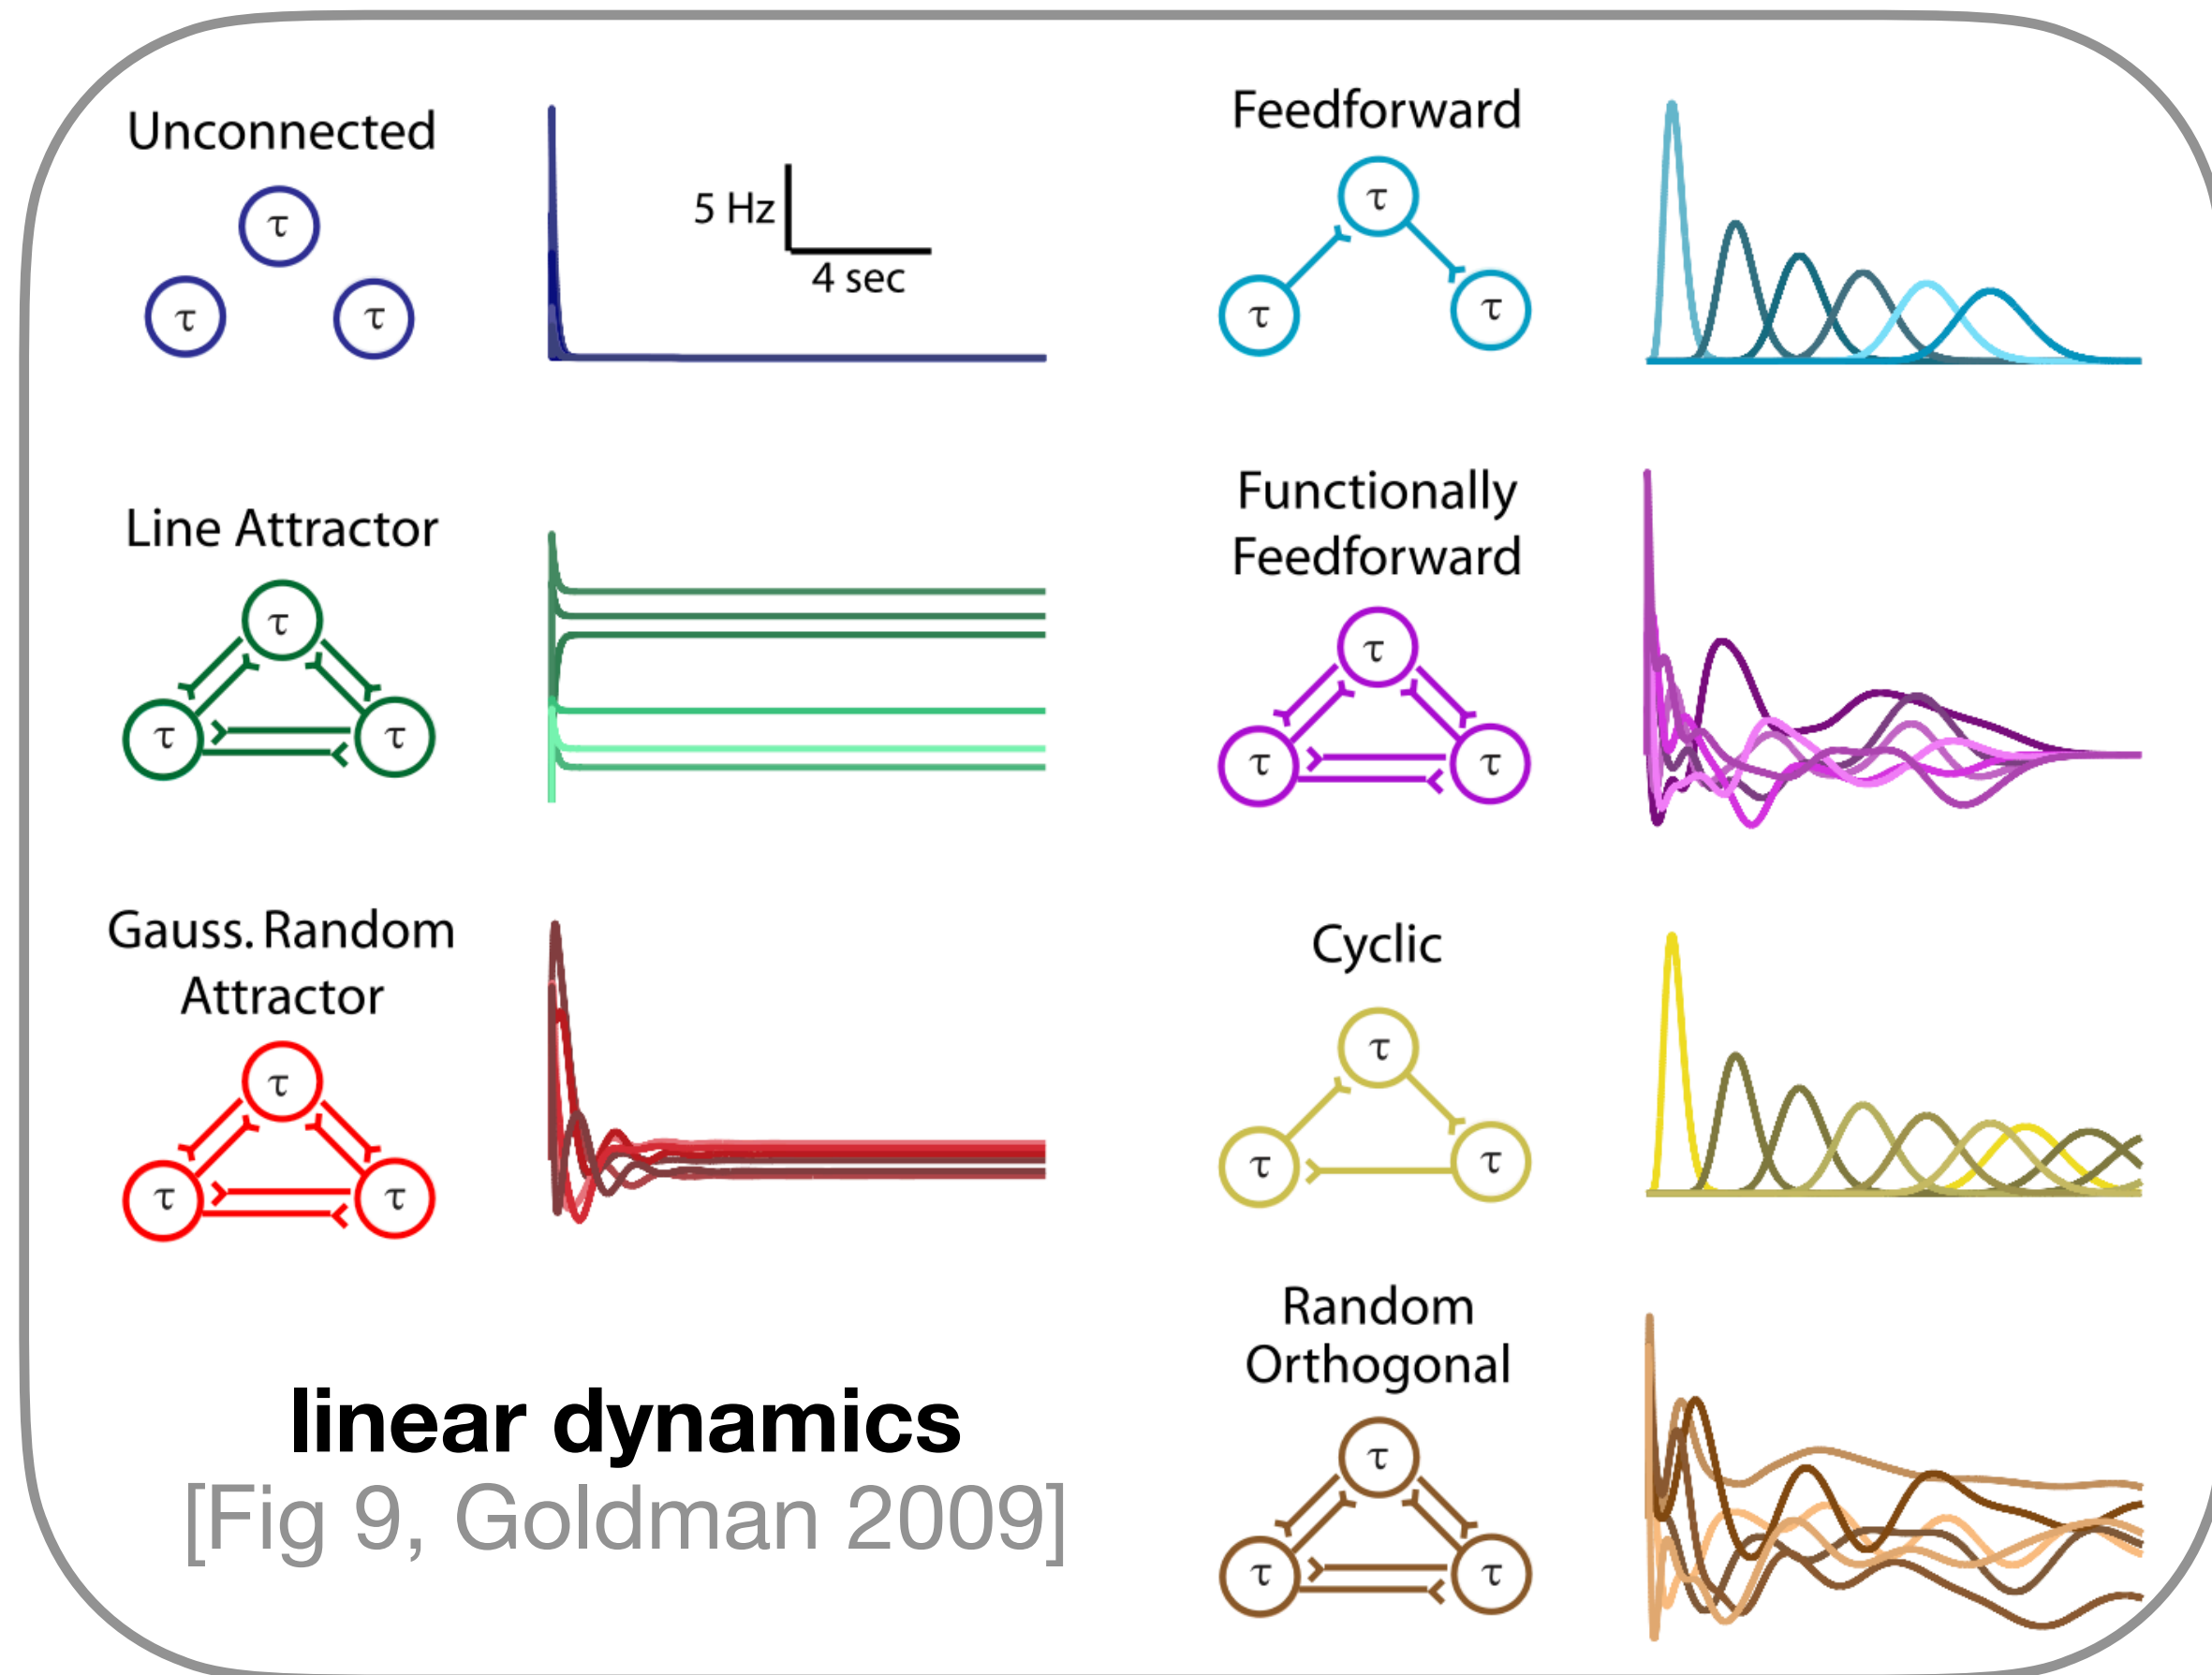 Unconnected
τ
τ
τ
5 Hz
4 sec
Line Attractor
τ
τ
τ
Gauss. Random
Attractor
τ
τ
τ
linear dynamics
[Fig 9, Goldman 2009]
Feedforward
τ
τ
τ
Functionally
Feedforward
τ
τ
τ
Cyclic
τ
τ
τ
Random
Orthogonal
τ
τ
τ